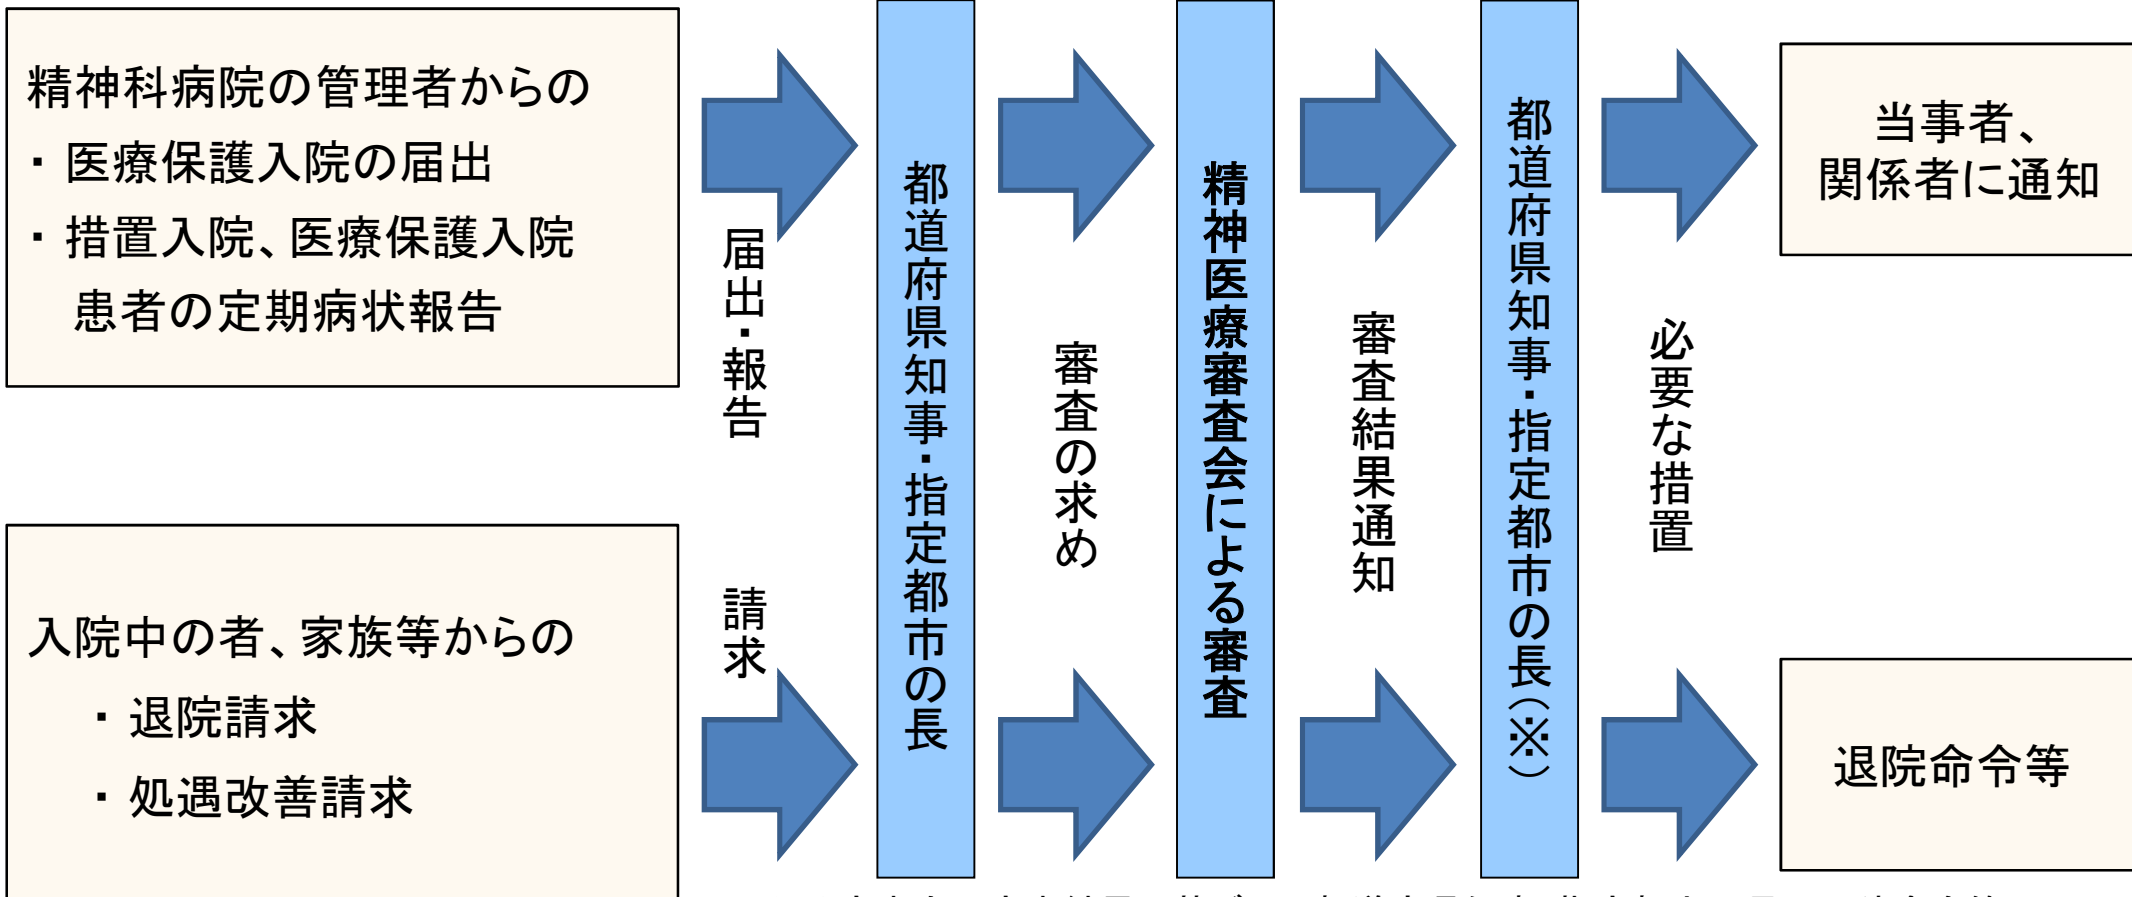 精神科病院の管理者からの
・ 医療保護入院の届出
・ 措置入院、医療保護入院
患者の定期病状報告
入院中の者、家族等からの
・ 退院請求
・ 処遇改善請求
届出・報告
請求
都道府県知事・指定都市の長
審査の求め
精神医療審査会による審査
審査結果通知
都道府県知事・指定都市の長(※)
必要な措置
当事者、
関係者に通知
退院命令等